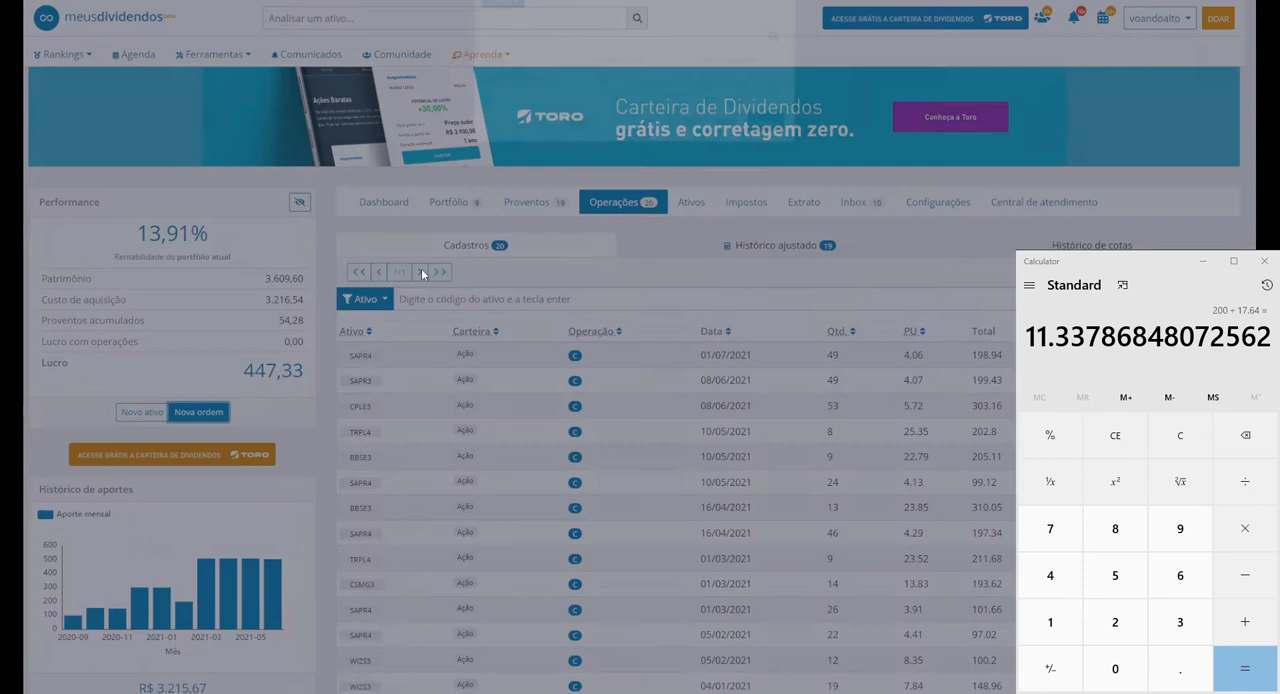 meusdividendos beta
Analisar um ativo...
ACESSE GRÁTIS A CARTEIRA DE DIVIDENDOS TORO
voandoalto
DOAR
Rankings Agenda Ferramentas Comunicados Comunidade Aprenda
Ações Baratas
+30,00%
R$ 3.900,00
TORO
Carteira de Dividendos
grátis e corretagem zero.
Conheça a Toro
Performance
13,91%
Rentabilidade do portfólio atual
Patrimônio 3.609,60
Custo de aquisição 3.216,54
Proventos acumulados 54,28
Lucro com operações 0,00
Lucro 447,33
Novo ativo Nova ordem
ACESSE GRÁTIS A CARTEIRA DE DIVIDENDOS TORO
Histórico de aportes
Aporte mensal
600
500
400
300
200
100
0
2020-09 2020-11 2021-01 2021-03 2021-05
Mês
R$ 3.215,67
Dashboard Portfólio 9 Proventos 19 Operações 20 Ativos Impostos Extrato Inbox 10 Configurações Central de atendimento
Cadastros 20 Histórico ajustado 19 Histórico de cotas
<< < 1/1 > >>
Ativo Digite o código do ativo e a tecla enter
Ativo Carteira Operação Data Qtd. PU Total
SAPR4 Ação C 01/07/2021 49 4.06 198.94
SAPR3 Ação C 08/06/2021 49 4.07 199.43
CPLE3 Ação C 08/06/2021 53 5.72 303.16
TRPL4 Ação C 10/05/2021 8 25.35 202.8
BBSE3 Ação C 10/05/2021 9 22.79 205.11
SAPR4 Ação C 10/05/2021 24 4.13 99.12
BBSE3 Ação C 16/04/2021 13 23.85 310.05
SAPR4 Ação C 16/04/2021 46 4.29 197.34
TRPL4 Ação C 01/03/2021 9 23.52 211.68
CSMG3 Ação C 01/03/2021 14 13.83 193.62
SAPR4 Ação C 01/03/2021 26 3.91 101.66
SAPR4 Ação C 05/02/2021 22 4.41 97.02
WIZS3 Ação C 05/02/2021 12 8.35 100.2
WIZS3 Ação C 04/01/2021 19 7.84 148.96
Calculator
Standard
200 ÷ 17.64 =
11.33786848072562
MC MR M+ M- MS M˅
% CE C
¹/x x² ²√x ÷
7 8 9 ×
4 5 6 −
1 2 3 +
+/- 0 . =